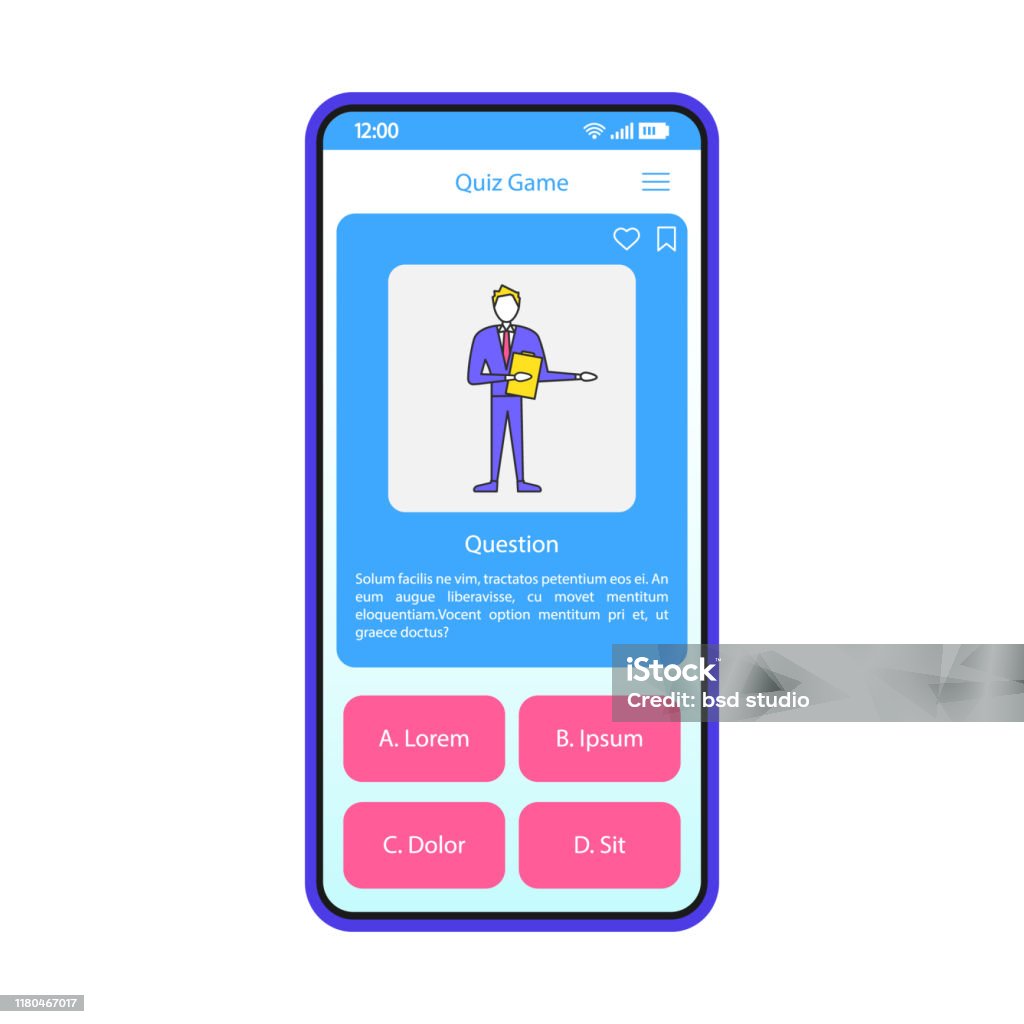 12:00
Quiz Game
Question
Solum facilis ne vim, tractatos petentium eos ei. An
eum augue liberavisse, cu movet mentitum
eloquentiam.Vocent option mentitum pri et, ut
graece doctus?
iStock™
Credit: bsd studio
A. Lorem
B. Ipsum
C. Dolor
D. Sit
1180467017